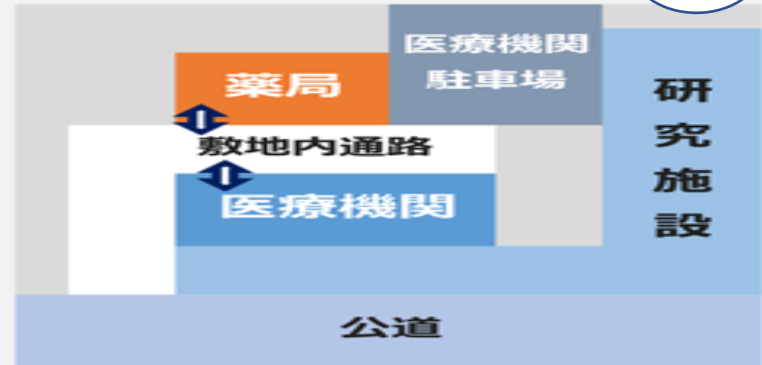 医療機関
駐車場
薬局
研究施設
敷地内通路
医療機関
公道